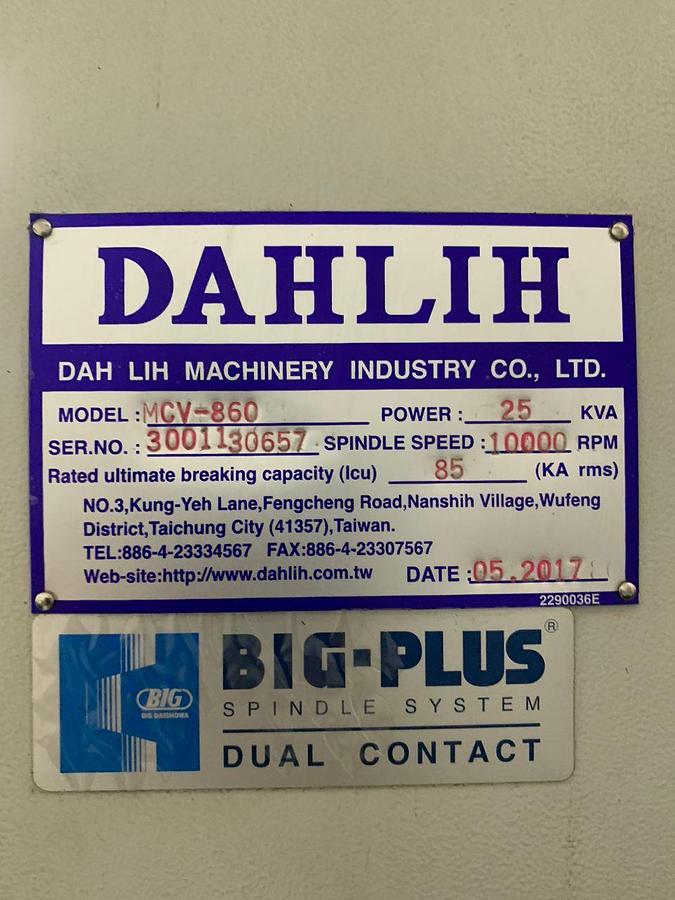 DAHLIH
DAH LIH MACHINERY INDUSTRY CO., LTD.
MODEL :MCV-860 POWER : 25 KVA
SER.NO. : 3001130657 SPINDLE SPEED :10000 RPM
Rated ultimate breaking capacity (Icu) 85 (KA rms)
NO.3,Kung-Yeh Lane,Fengcheng Road,Nanshih Village,Wufeng
District,Taichung City (41357),Taiwan.
TEL:886-4-23334567 FAX:886-4-23307567
Web-site:http://www.dahlih.com.tw DATE :05.2017
2290036E
BIG-PLUS®
SPINDLE SYSTEM
DUAL CONTACT
BIG
BIG DAISHOWA